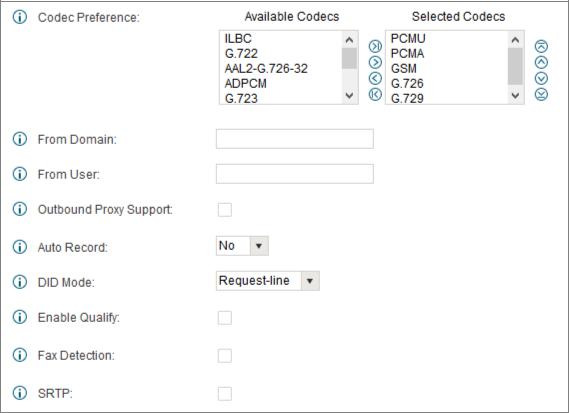 Codec Preference:
Available Codecs
Selected Codecs
ILBC
G.722
AAL2-G.726-32
ADPCM
G.723
PCMU
PCMA
GSM
G.726
G.729
From Domain:
From User:
Outbound Proxy Support:
Auto Record:
No
DID Mode:
Request-line
Enable Qualify:
Fax Detection:
SRTP: